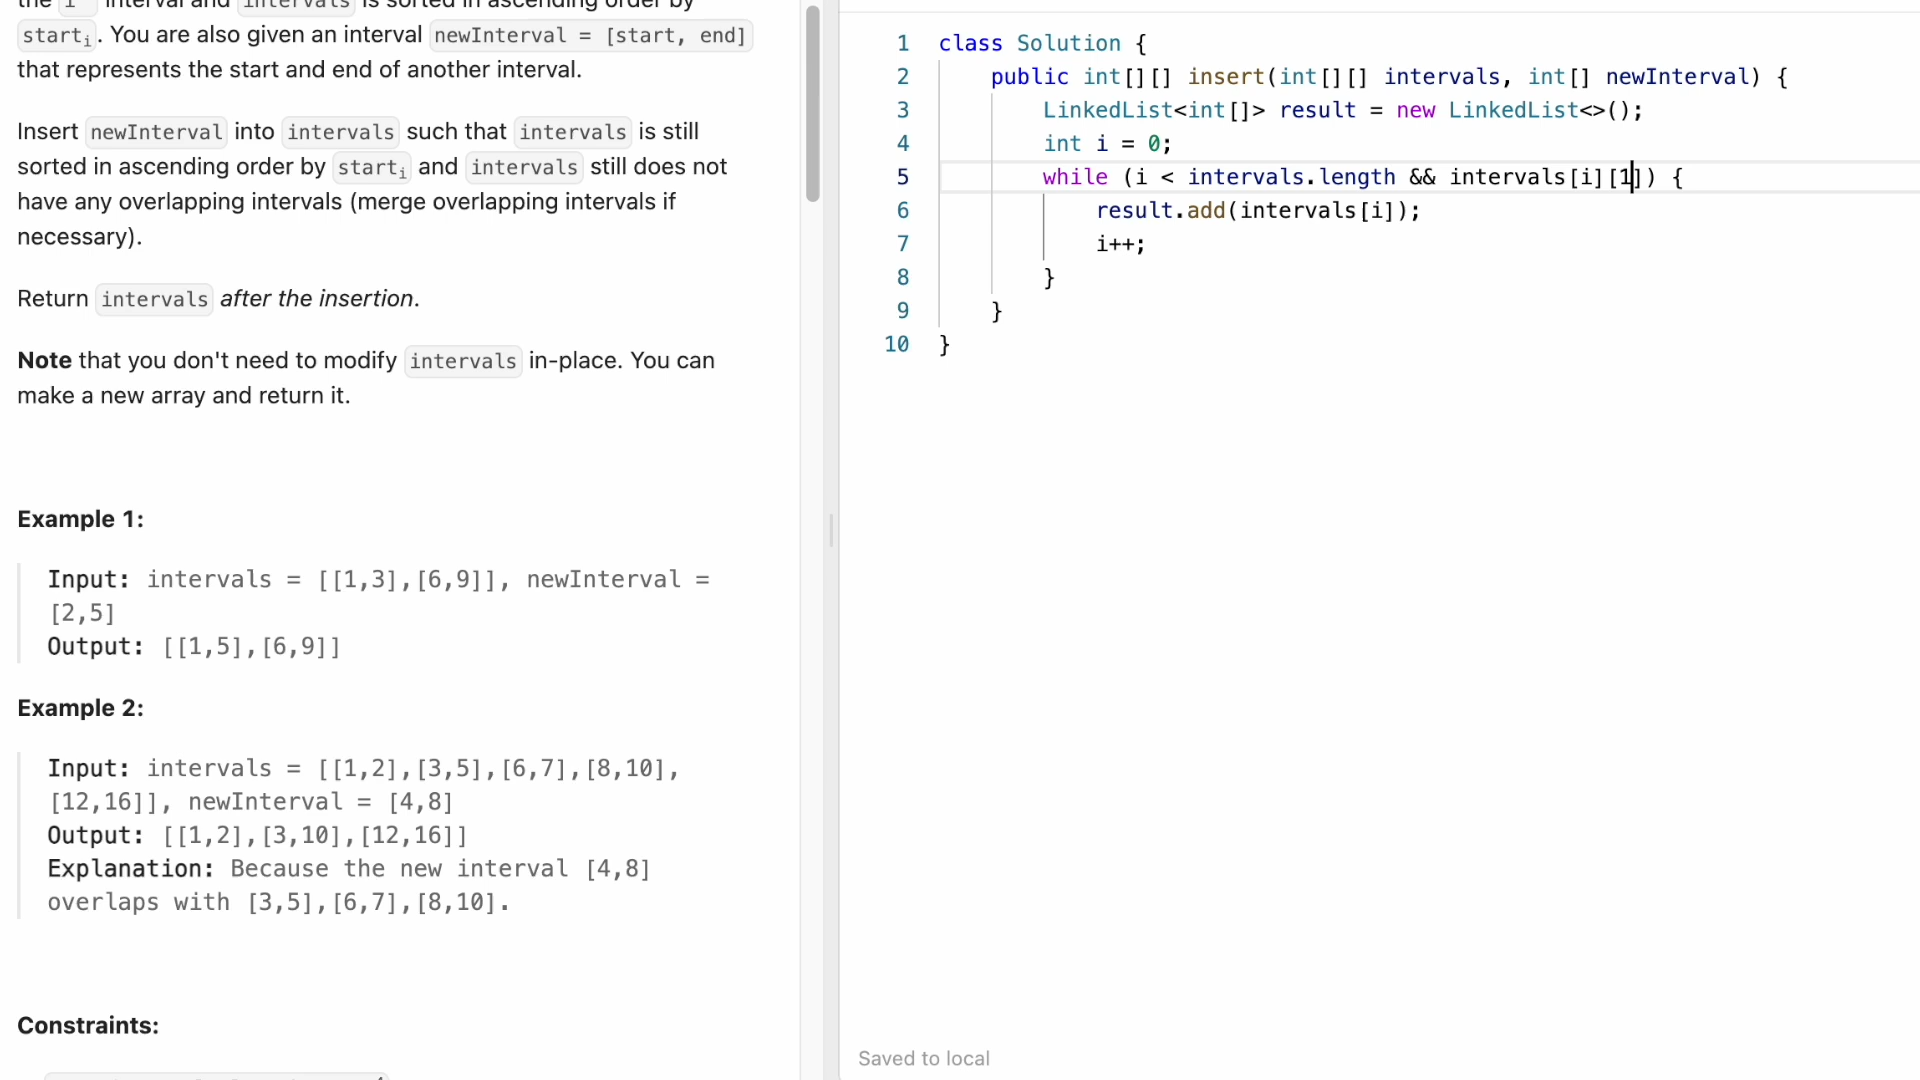 the i interval and intervals is sorted in ascending order by
starti. You are also given an interval newInterval = [start, end]
that represents the start and end of another interval.
Insert newInterval into intervals such that intervals is still
sorted in ascending order by starti and intervals still does not
have any overlapping intervals (merge overlapping intervals if
necessary).
Return intervals after the insertion.
Note that you don't need to modify intervals in-place. You can
make a new array and return it.
Example 1:
Input: intervals = [[1,3],[6,9]], newInterval =
[2,5]
Output: [[1,5],[6,9]]
Example 2:
Input: intervals = [[1,2],[3,5],[6,7],[8,10],
[12,16]], newInterval = [4,8]
Output: [[1,2],[3,10],[12,16]]
Explanation: Because the new interval [4,8]
overlaps with [3,5],[6,7],[8,10].
Constraints:
1 class Solution {
2 public int[][] insert(int[][] intervals, int[] newInterval) {
3 LinkedList<int[]> result = new LinkedList<>();
4 int i = 0;
5 while (i < intervals.length && intervals[i][1]) {
6 result.add(intervals[i]);
7 i++;
8 }
9 }
10 }
Saved to local